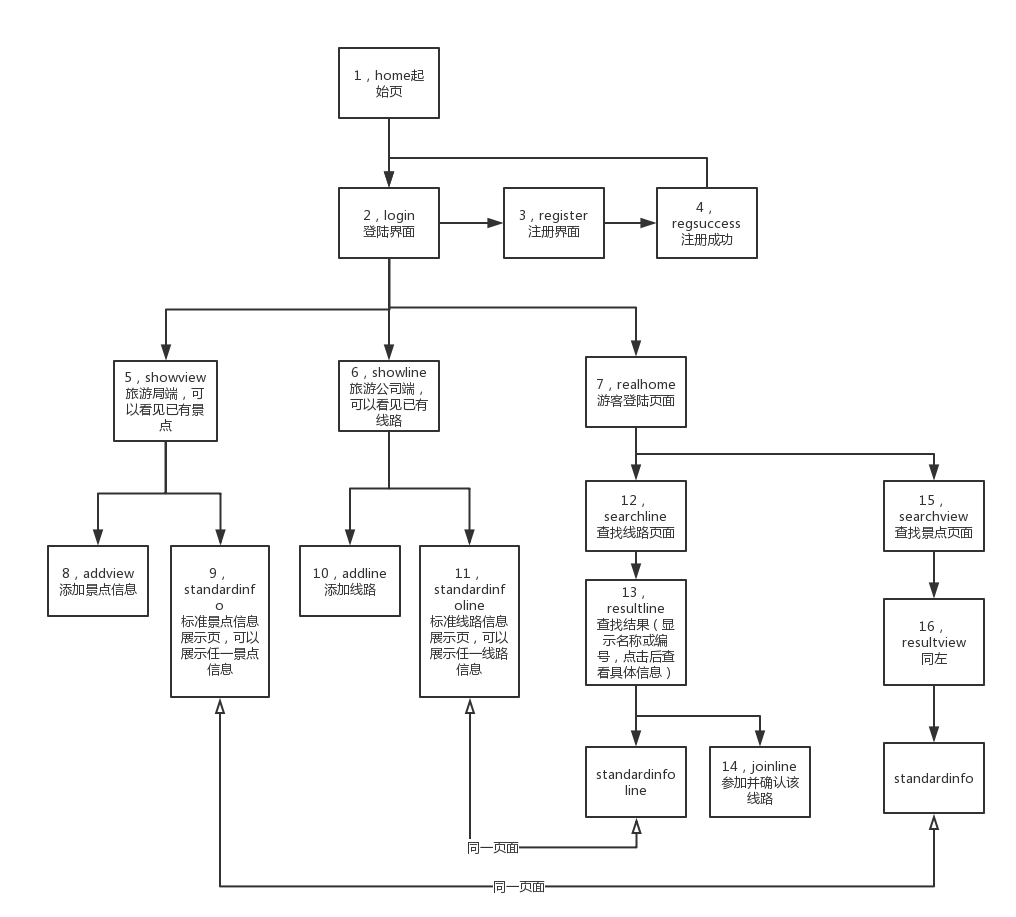 1，home起
始页
2，login
登陆界面
3，register
注册界面
4，
regsuccess
注册成功
5，showview
旅游局端，可
以看见已有景
点
6，showline
旅游公司端，
可以看见已有
线路
7，realhome
游客登陆页面
8，addview
添加景点信息
9，
standardinf
o
标准景点信息
展示页，可以
展示任一景点
信息
10，addline
添加线路
11，
standardinf
oline
标准线路信息
展示页，可以
展示任一线路
信息
12，
searchline
查找线路页面
13，
resultline
查找结果（显
示名称或编
号，点击后查
看具体信息）
15，
searchview
查找景点页面
16，
resultview
同左
standardinfo
line
14，joinline
参加并确认该
线路
standardinfo
同一页面
同一页面